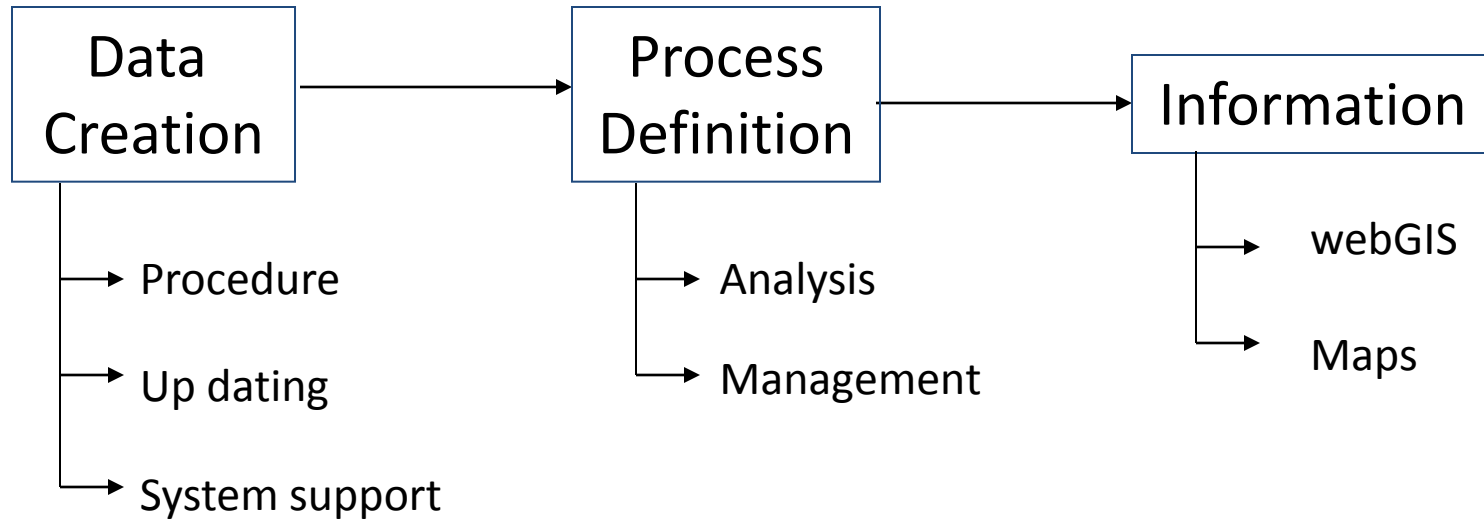 Data
Creation
Process
Definition
Information
Procedure
Up dating
System support
Analysis
Management
webGIS
Maps